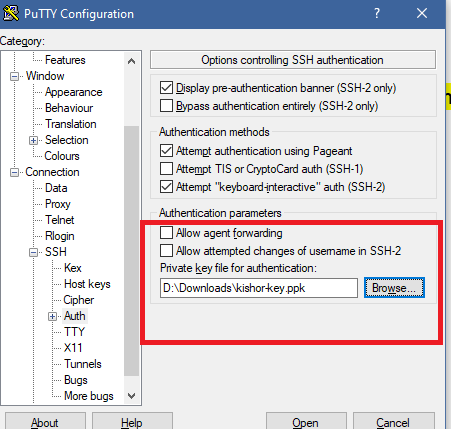 PuTTY Configuration
?
Category:
Features
Window
Appearance
Behaviour
Translation
Selection
Colours
Connection
Data
Proxy
Telnet
Rlogin
SSH
Kex
Host keys
Cipher
Auth
TTY
X11
Tunnels
Bugs
More bugs
Options controlling SSH authentication
Display pre-authentication banner (SSH-2 only)
Bypass authentication entirely (SSH-2 only)
Authentication methods
Attempt authentication using Pageant
Attempt TIS or CryptoCard auth (SSH-1)
Attempt "keyboard-interactive" auth (SSH-2)
Authentication parameters
Allow agent forwarding
Allow attempted changes of username in SSH-2
Private key file for authentication:
D:\Downloads\kishor-key.ppk
Browse...
About
Help
Open
Cancel